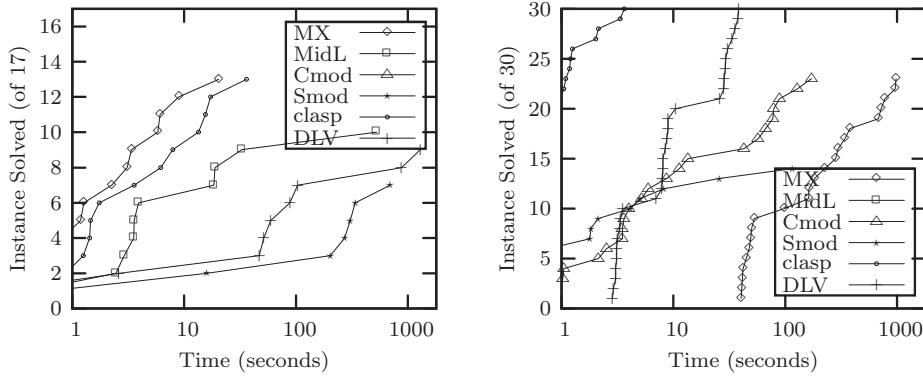 Instance Solved (of 17)
16
14
12
10
8
6
4
2
0
MX
MidL
Cmod
Smod
clasp
DLV
1
10
100
1000
Time (seconds)
Instance Solved (of 30)
30
25
20
15
10
5
0
MX
MidL
Cmod
Smod
clasp
DLV
1
10
100
1000
Time (seconds)